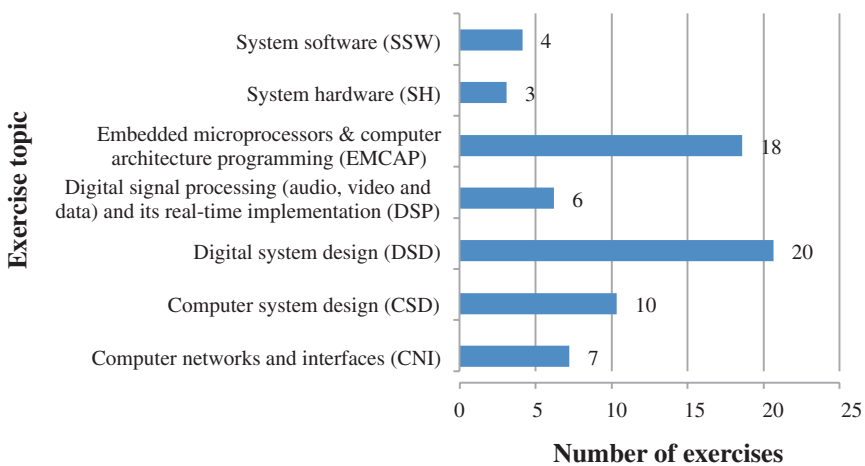 Exercise topic
System software (SSW)
4
System hardware (SH)
3
Embedded microprocessors & computer
architecture programming (EMCAP)
18
Digital signal processing (audio, video and
data) and its real-time implementation (DSP)
6
Digital system design (DSD)
20
Computer system design (CSD)
10
Computer networks and interfaces (CNI)
7
0 5 10 15 20 25
Number of exercises